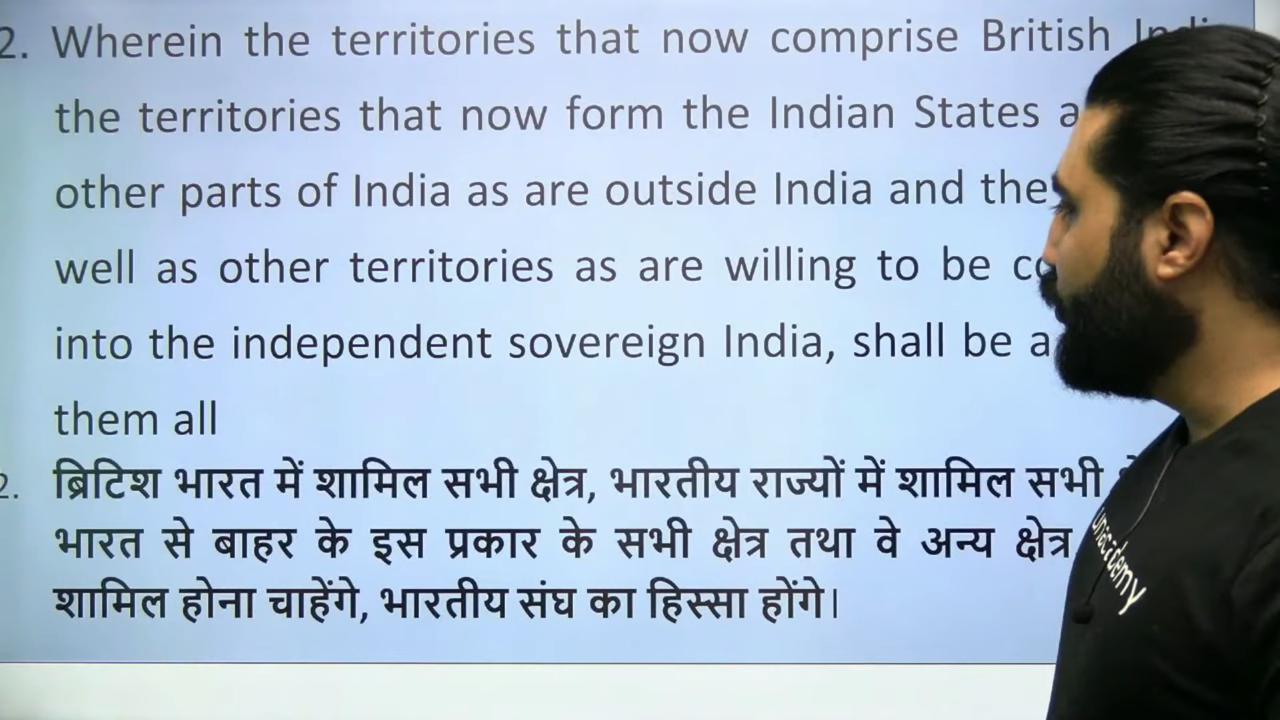 2. Wherein the territories that now comprise British
the territories that now form the Indian States
other parts of India as are outside India and
well as other territories as are willing to be
into the independent sovereign India, shall be
them all
2. ब्रिटिश भारत में शामिल सभी क्षेत्र, भारतीय राज्यों में शामिल सभी
भारत से बाहर के इस प्रकार के सभी क्षेत्र तथा वे अन्य क्षेत्र
शामिल होना चाहेंगे, भारतीय संघ का हिस्सा होंगे।
unacademy